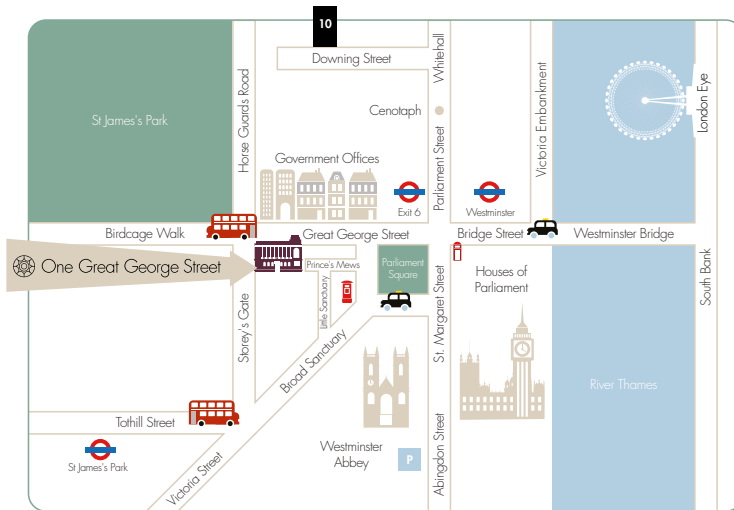 10
Downing Street
Whitehall
Horse Guards Road
Victoria Embankment
London Eye
St James's Park
Cenotaph
Parliament Street
Government Offices
Exit 6
Westminster
Birdcage Walk
Great George Street
Bridge Street
Westminster Bridge
One Great George Street
Prince's Mews
Parliament
Square
Houses of
Parliament
South Bank
Little Sanctuary
St. Margaret Street
Storey's Gate
Broad Sanctuary
River Thames
Tothill Street
Abingdon Street
Westminster
Abbey
P
St James's Park
Victoria Street